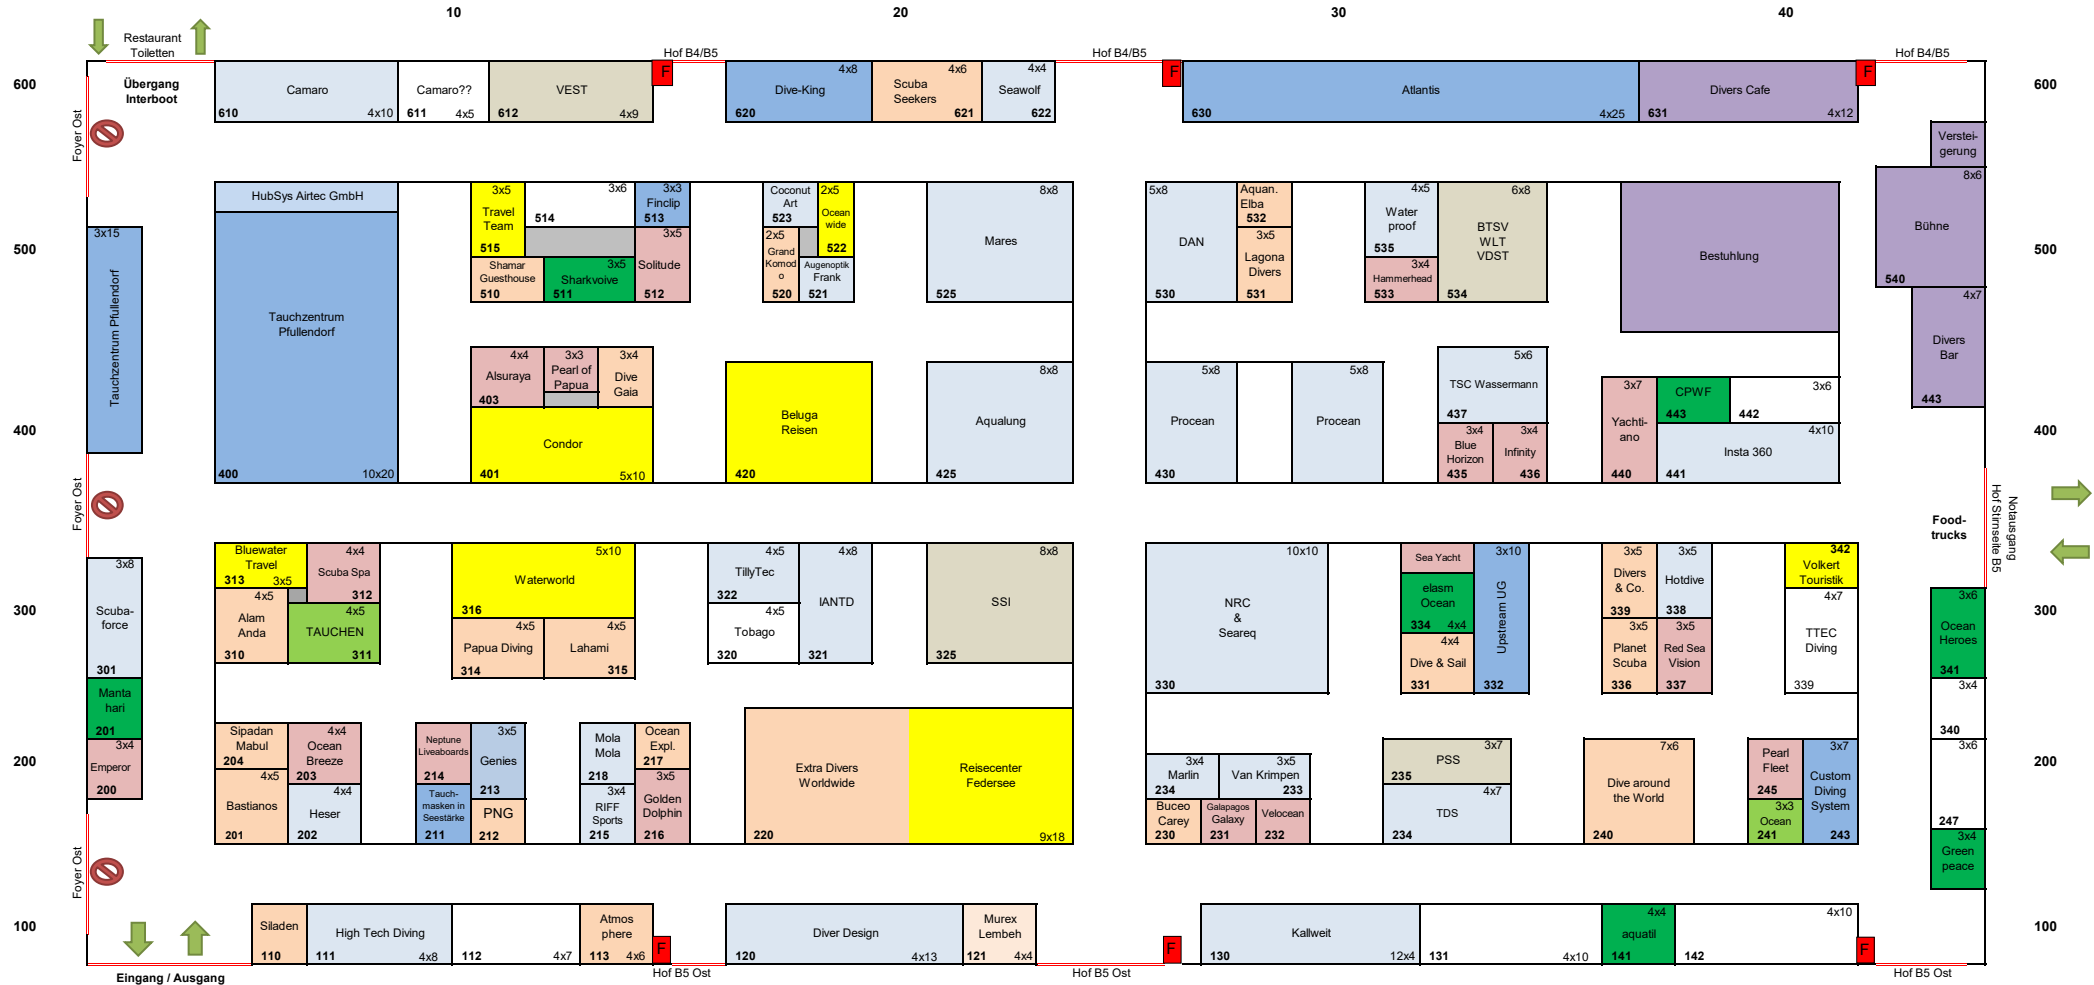 10
20
30
40
Restaurant
Toiletten
Hof B4/B5
Hof B4/B5
Hof B4/B5
600
Übergang
Interboot
Foyer Ost
Camaro
610
4x10
Camaro??
611
4x5
VEST
612
4x9
F
4x8
Dive-King
620
4x6
Scuba
Seekers
621
4x4
Seawolf
622
F
Atlantis
630
4x25
Divers Cafe
631
4x12
F
600
Verstei-
gerung
8x6
Bühne
540
4x7
Divers
Bar
443
500
3x15
Tauchzentrum Pfullendorf
HubSys Airtec GmbH
Tauchzentrum
Pfullendorf
400
10x20
3x5
Travel
Team
515
3x6
514
3x3
Finclip
513
Shamar
Guesthouse
510
3x5
Sharkvoive
511
3x5
Solitude
512
Coconut
Art
523
2x5
Ocean
wide
522
2x5
Grand
Komod
o
520
Augenoptik
Frank
521
8x8
Mares
525
5x8
DAN
530
Aquan.
Elba
532
3x5
Lagona
Divers
531
4x5
Water
proof
535
3x4
Hammerhead
533
6x8
BTSV
WLT
VDST
534
Bestuhlung
500
400
4x4
Alsuraya
403
3x3
Pearl of
Papua
3x4
Dive
Gaia
Condor
401
5x10
Beluga
Reisen
420
8x8
Aqualung
425
5x8
Procean
430
5x8
Procean
5x6
TSC Wassermann
437
3x4
Blue
Horizon
435
3x4
Infinity
436
3x7
Yachti-
ano
440
CPWF
443
3x6
442
4x10
Insta 360
441
400
Foyer Ost
Food-
trucks
Notausgang
Hof Stirnseite B5
300
3x8
Scuba-
force
301
Manta
hari
201
3x4
Emperor
200
Bluewater
Travel
313
3x5
4x4
Scuba Spa
312
4x5
Alam
Anda
310
4x5
TAUCHEN
311
5x10
Waterworld
316
4x5
Papua Diving
314
4x5
Lahami
315
4x5
TillyTec
322
4x5
Tobago
320
4x8
IANTD
321
8x8
SSI
325
10x10
NRC
&
Seareq
330
Sea Yacht
elasm
Ocean
334
4x4
4x4
Dive & Sail
331
3x10
Upstream UG
332
3x5
Divers
& Co.
339
3x5
Hotdive
338
3x5
Planet
Scuba
336
3x5
Red Sea
Vision
337
342
Volkert
Touristik
4x7
TTEC
Diving
339
3x6
Ocean
Heroes
341
3x4
340
3x6
247
3x4
Green
peace
300
200
Sipadan
Mabul
204
4x4
Ocean
Breeze
203
4x5
Bastianos
201
4x4
Heser
202
Neptune
Liveaboards
214
3x5
Genies
213
Tauch-
masken in
Seestärke
211
PNG
212
Mola
Mola
218
Ocean
Expl.
217
3x4
RIFF
Sports
215
3x5
Golden
Dolphin
216
Extra Divers
Worldwide
220
Reisecenter
Federsee
9x18
3x4
Marlin
234
3x5
Van Krimpen
233
Buceo
Carey
230
Galapagos
Galaxy
231
Velocean
232
3x7
PSS
235
4x7
TDS
234
7x6
Dive around
the World
240
Pearl
Fleet
245
3x3
Ocean
241
3x7
Custom
Diving
System
243
200
Foyer Ost
100
Siladen
110
High Tech Diving
111
4x8
112
4x7
Atmos
phere
113
4x6
F
Diver Design
120
4x13
Murex
Lembeh
121
4x4
F
Kallweit
130
12x4
131
4x10
4x4
aquatil
141
4x10
142
F
100
Eingang / Ausgang
Hof B5 Ost
Hof B5 Ost
Hof B5 Ost